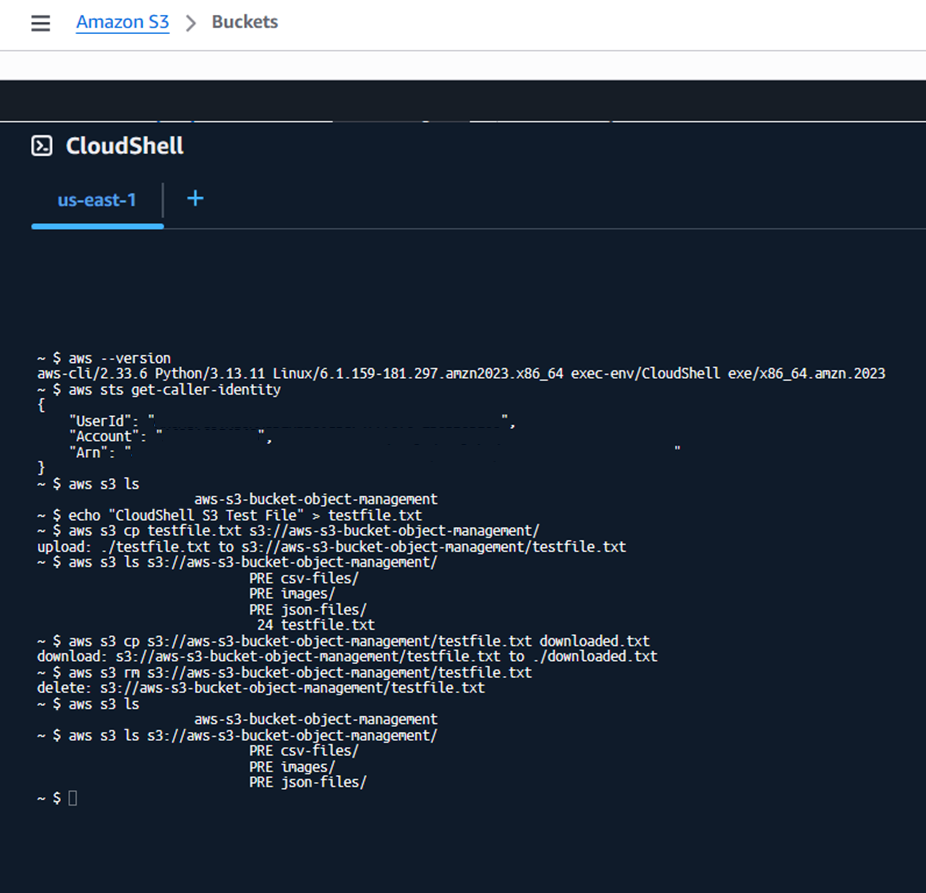 Amazon S3 > Buckets
CloudShell
us-east-1 +
~ $ aws --version
aws-cli/2.33.6 Python/3.13.11 Linux/6.1.159-181.297.amzn2023.x86_64 exec-env/CloudShell exe/x86_64.amzn.2023
~ $ aws sts get-caller-identity
{
    "UserId": "                    ",
    "Account": "            ",
    "Arn": "                    "
}
~ $ aws s3 ls
                    aws-s3-bucket-object-management
~ $ echo "CloudShell S3 Test File" > testfile.txt
~ $ aws s3 cp testfile.txt s3://aws-s3-bucket-object-management/
upload: ./testfile.txt to s3://aws-s3-bucket-object-management/testfile.txt
~ $ aws s3 ls s3://aws-s3-bucket-object-management/
                           PRE csv-files/
                           PRE images/
                           PRE json-files/
                            24 testfile.txt
~ $ aws s3 cp s3://aws-s3-bucket-object-management/testfile.txt downloaded.txt
download: s3://aws-s3-bucket-object-management/testfile.txt to ./downloaded.txt
~ $ aws s3 rm s3://aws-s3-bucket-object-management/testfile.txt
delete: s3://aws-s3-bucket-object-management/testfile.txt
~ $ aws s3 ls
                    aws-s3-bucket-object-management
~ $ aws s3 ls s3://aws-s3-bucket-object-management/
                           PRE csv-files/
                           PRE images/
                           PRE json-files/
~ $